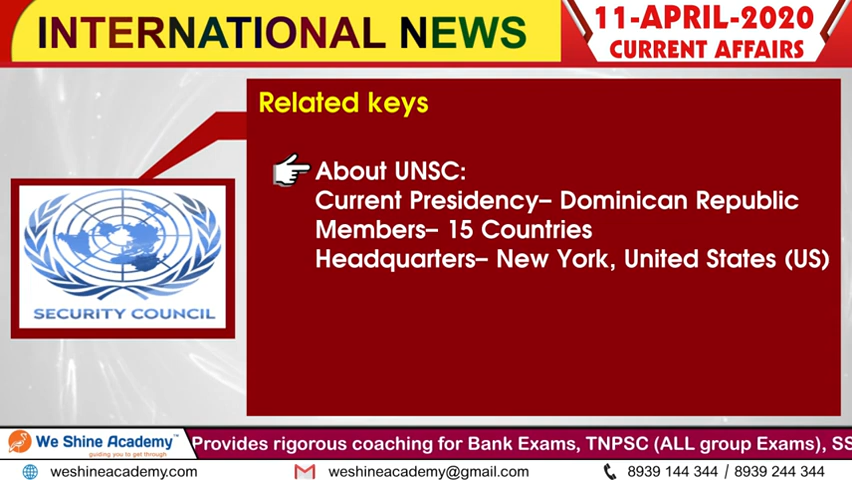 INTERNATIONAL NEWS
11-APRIL-2020
CURRENT AFFAIRS
Related keys
About UNSC:
Current Presidency– Dominican Republic
Members– 15 Countries
Headquarters– New York, United States (US)
SECURITY COUNCIL
We Shine Academy™
guiding you to get through
Provides rigorous coaching for Bank Exams, TNPSC (ALL group Exams), SS
weshineacademy.com
weshineacademy@gmail.com
8939 144 344 / 8939 244 344